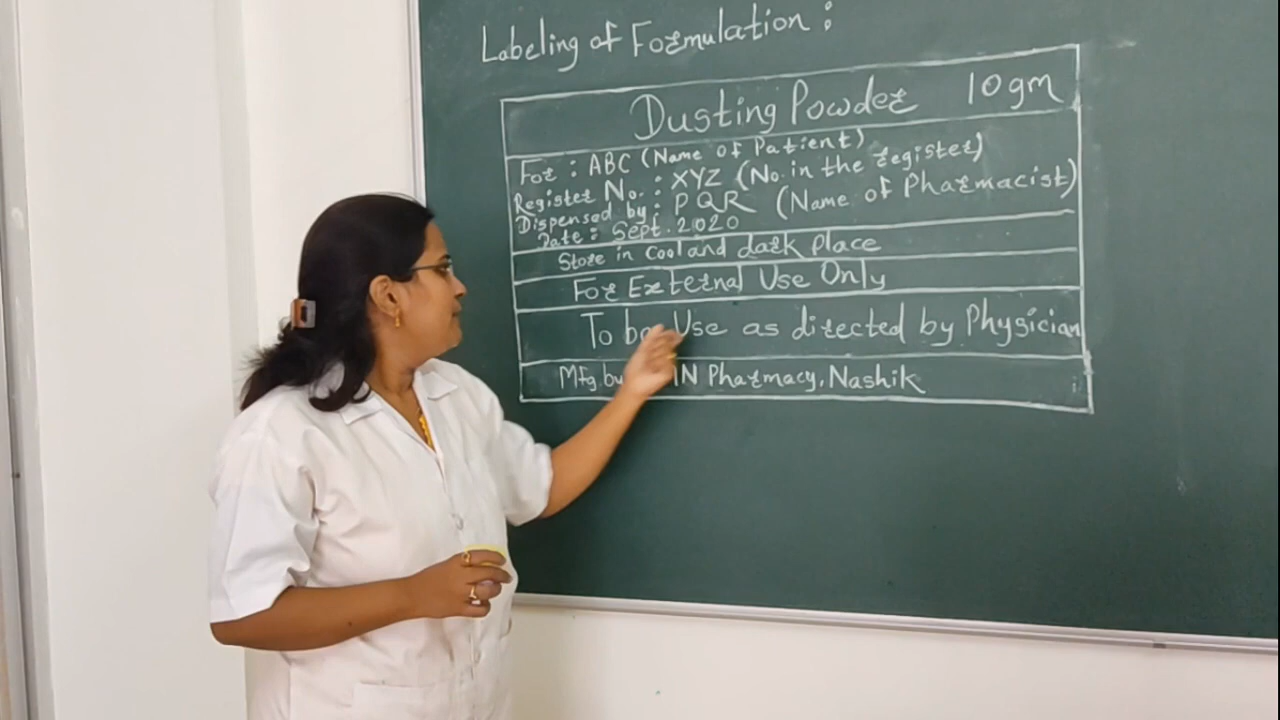 Labeling of Formulation :
Dusting Powder 10 gm
For : ABC (Name of Patient)
Register No. : XYZ (No. in the register)
Dispensed by : PQR (Name of Pharmacist)
Date : Sept. 2020
Store in cool and dark place
For External Use Only
To be Use as directed by Physician
Mfg. by Pharmacy, Nashik